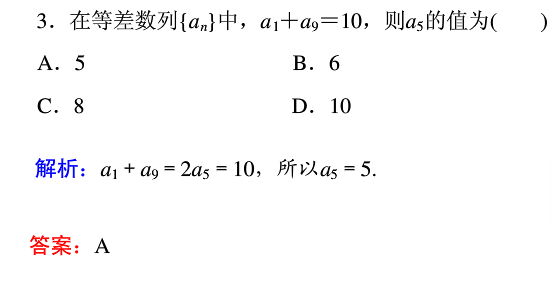 3．在等差数列{aₙ}中，a₁＋a₉＝10，则a₅的值为(　　)
A．5　　B．6
C．8　　D．10
解析：a₁ + a₉ = 2a₅ = 10，所以a₅ = 5.
答案：A